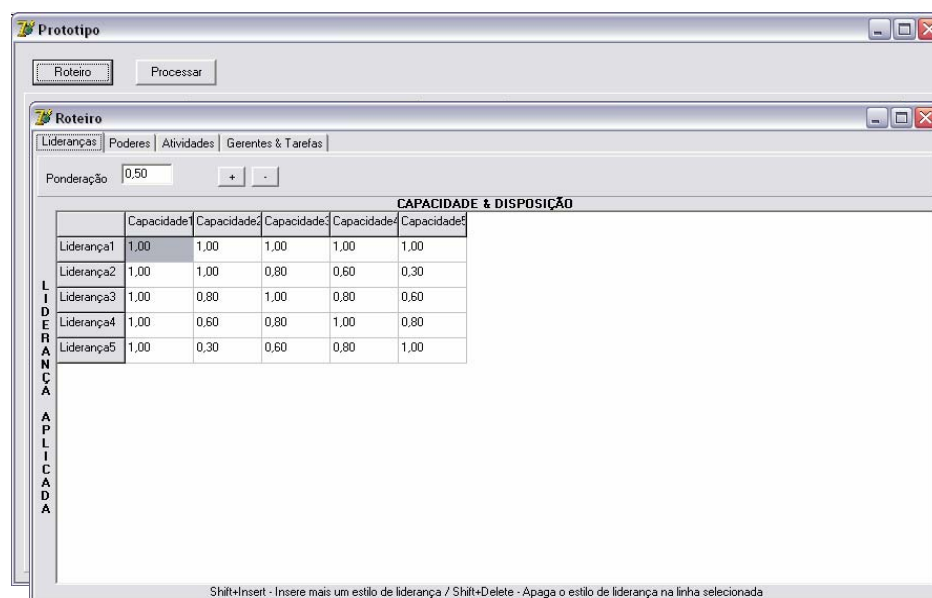 Prototipo
Roteiro Processar
Roteiro
Lideranças Poderes Atividades Gerentes & Tarefas
Ponderação 0,50 + -
CAPACIDADE & DISPOSIÇÃO
Capacidade1 Capacidade2 Capacidade3 Capacidade4 Capacidade5
Liderança1 1,00 1,00 1,00 1,00 1,00
Liderança2 1,00 1,00 0,80 0,60 0,30
Liderança3 1,00 0,80 1,00 0,80 0,60
Liderança4 1,00 0,60 0,80 1,00 0,80
Liderança5 1,00 0,30 0,60 0,80 1,00
LIDERANÇA APLICADA
Shift+Insert - Insere mais um estilo de liderança / Shift+Delete - Apaga o estilo de liderança na linha selecionada